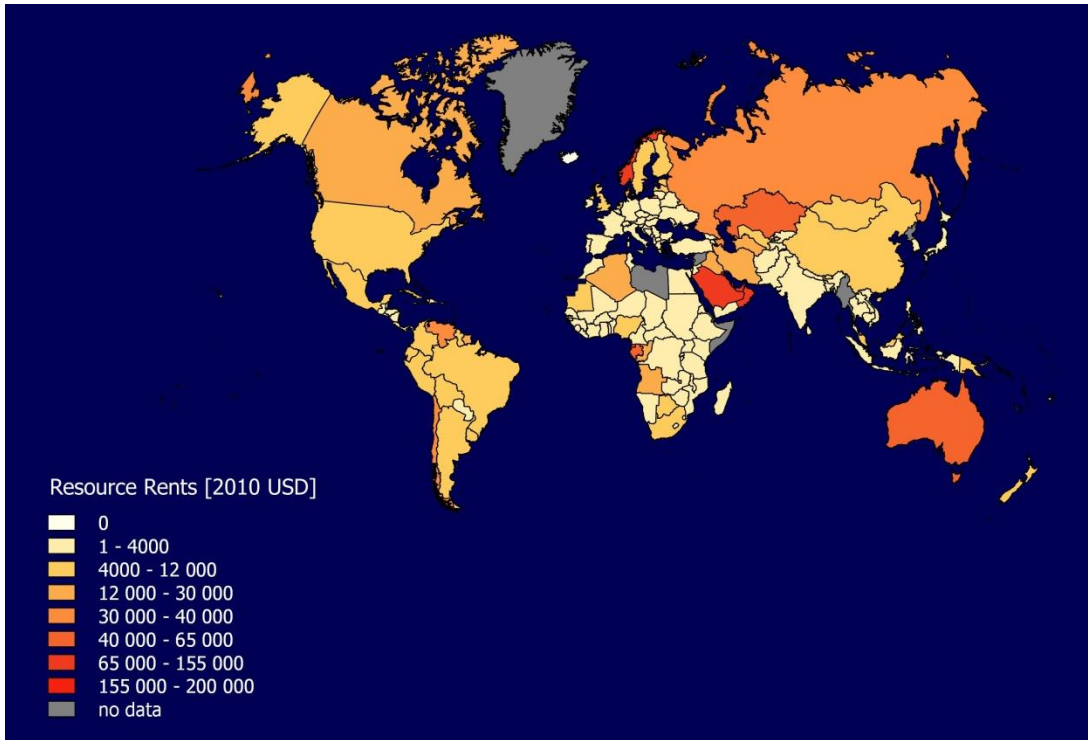 Resource Rents [2010 USD]
0
1 - 4000
4000 - 12 000
12 000 - 30 000
30 000 - 40 000
40 000 - 65 000
65 000 - 155 000
155 000 - 200 000
no data